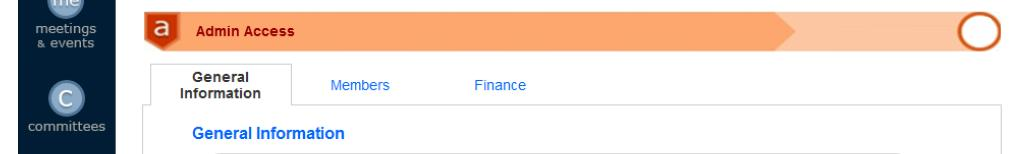 me
meetings
& events
a Admin Access
General
Information
Members
Finance
C
committees
General Information